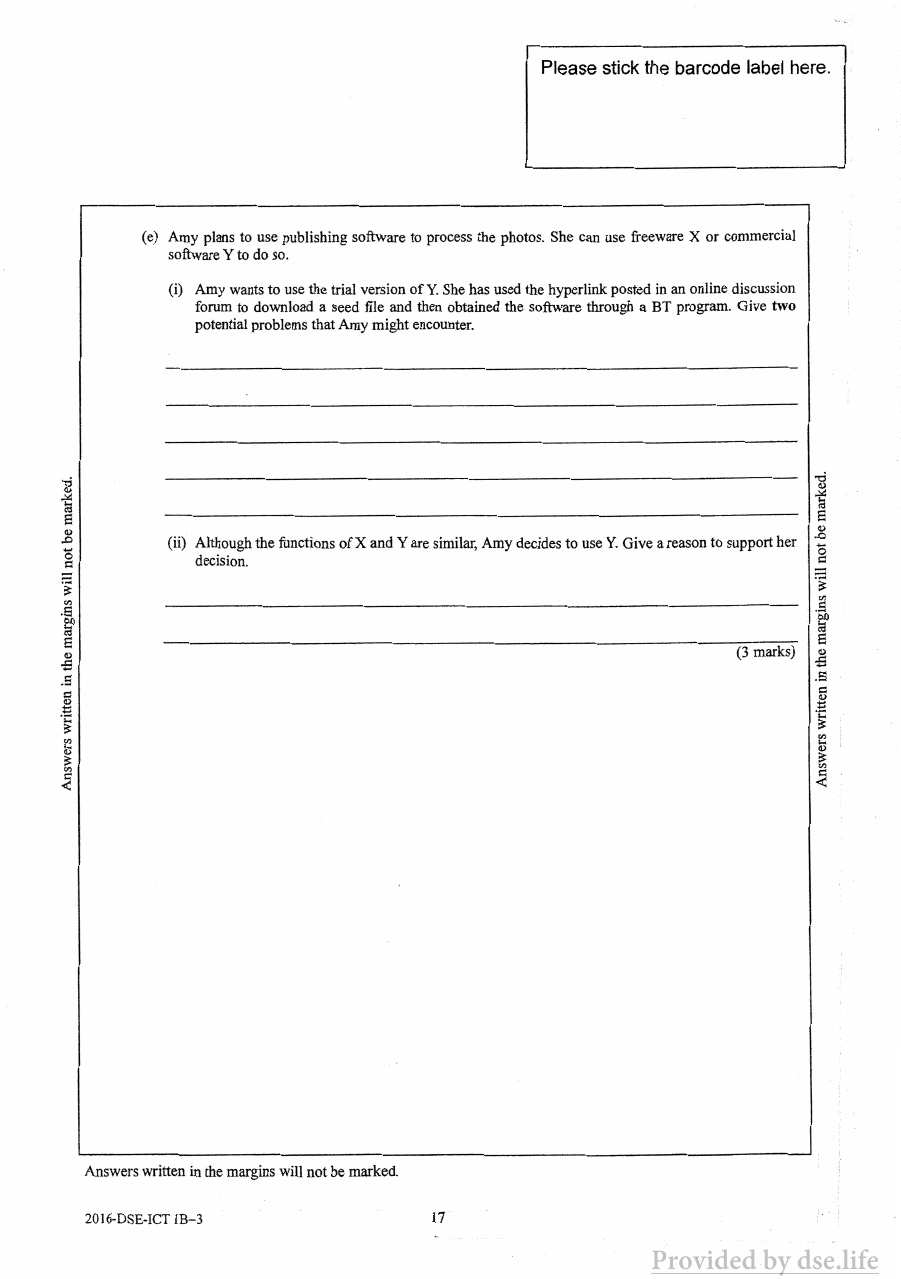 Please stick the barcode label here.
(e) Amy plans to use publishing software to process the photos. She can use freeware X or commercial
software Y to do so.
(i) Amy wants to use the trial version of Y. She has used the hyperlink posted in an online discussion
forum to download a seed file and then obtained the software through a BT program. Give two
potential problems that Amy might encounter.
(ii) Although the functions of X and Y are similar, Amy decides to use Y. Give a reason to support her
decision.
(3 marks)
Answers written in the margins will not be marked.
Answers written in the margins will not be marked.
Answers written in the margins will not be marked.
2016-DSE-ICT 1B–3
17
Provided by dse.life